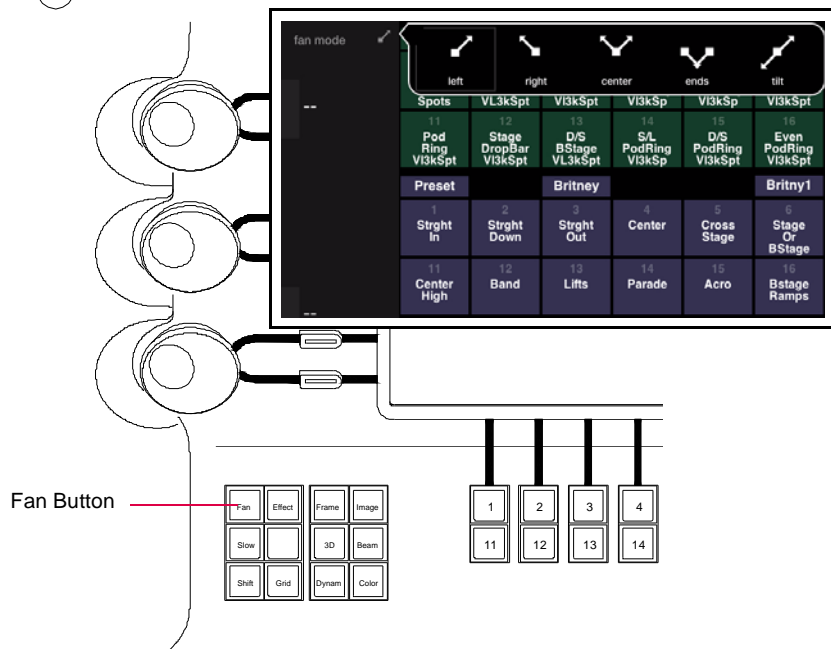 fan mode
left right center ends tilt
--
Spots VL3kSpt Vl3kSpt Vl3kSp Vl3kSp Vl3kSpt
11 12 13 14 15 16
Pod Stage D/S S/L D/S Even
Ring DropBar BStage PodRing PodRing PodRing
Vl3kSpt Vl3kSpt VL3kSpt Vl3kSp Vl3kSpt Vl3kSpt
Preset Britney Britny1
1 2 3 4 5 6
Strght Strght Strght Center Cross Stage
In Down Out Stage Or
BStage
11 12 13 14 15 16
Center Band Lifts Parade Acro Bstage
High Ramps
--
Fan Button
Fan Effect Frame Image
Slow 3D Beam
Shift Grid Dynam Color
1 2 3 4
11 12 13 14